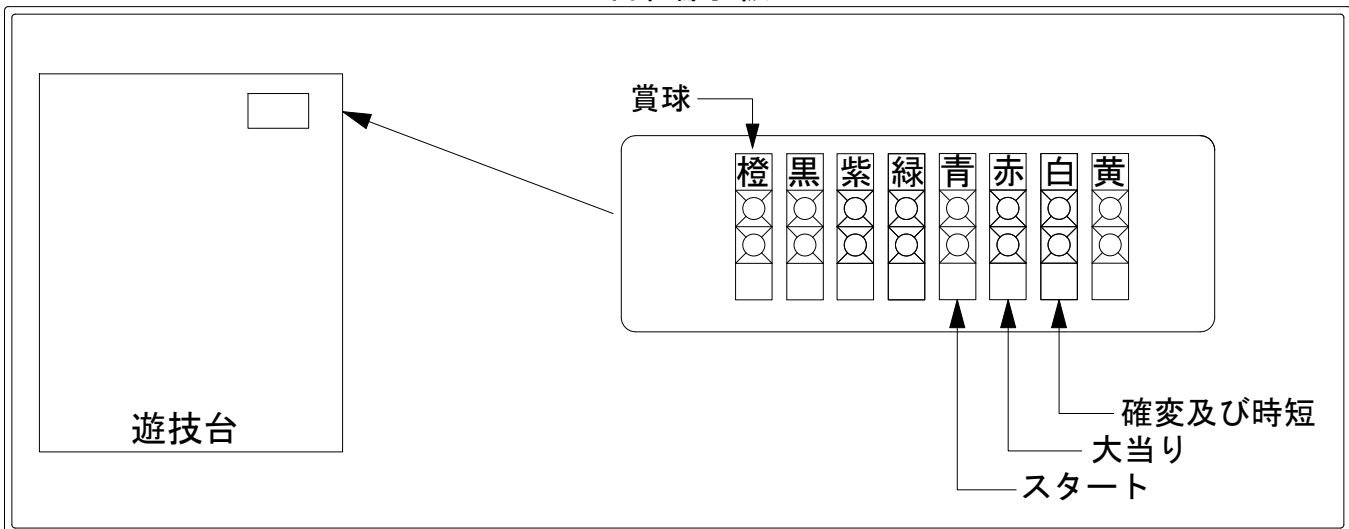 賞球
橙 黒 紫 緑 青 赤 白 黄
遊技台
確変及び時短
大当り
スタート